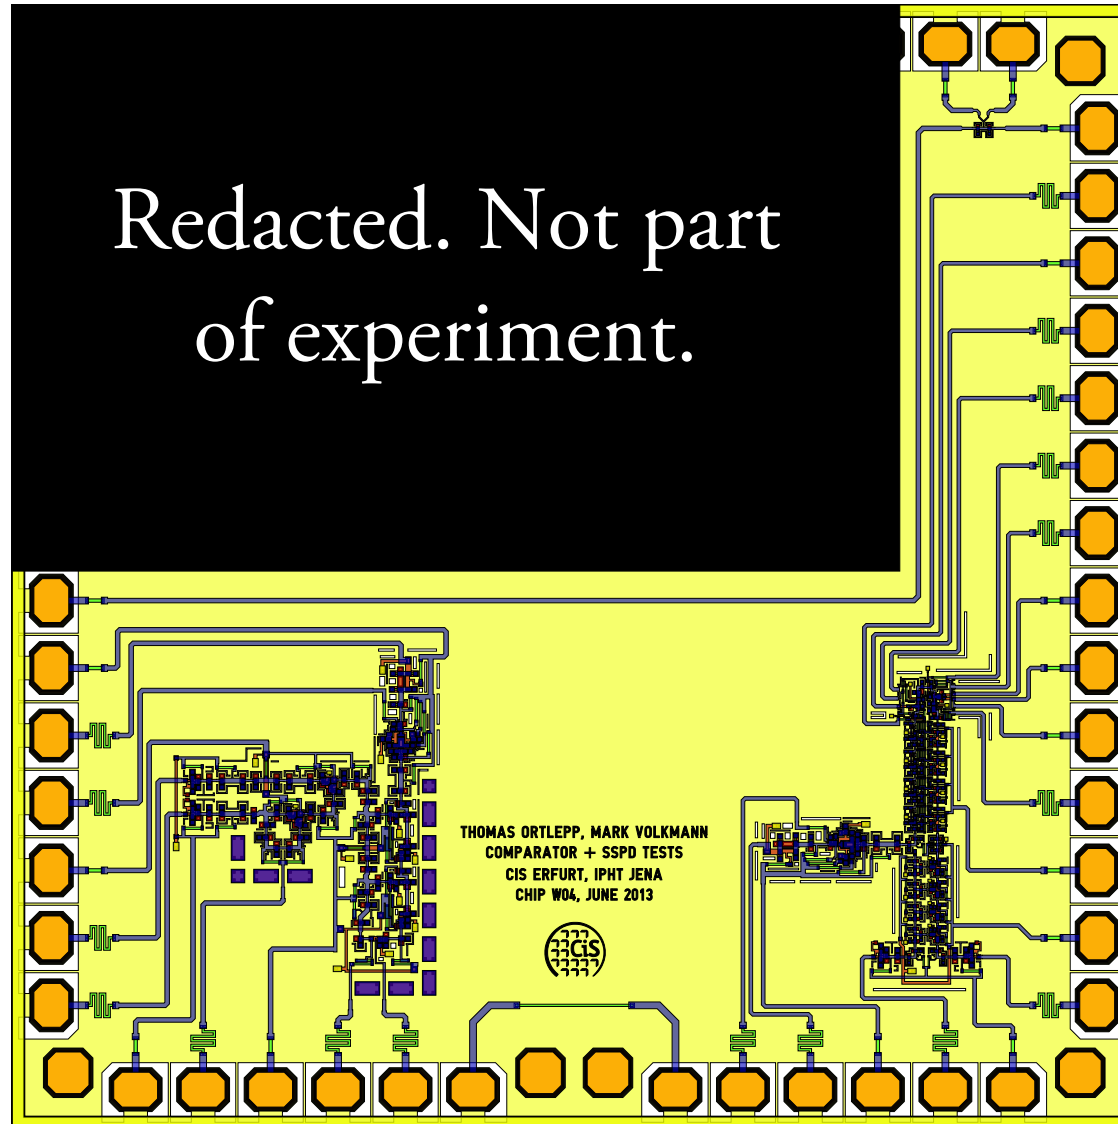 Redacted. Not part
of experiment.
THOMAS ORTLEPP, MARK VOLKMANN
COMPARATOR + SSPD TESTS
CIS ERFURT, IPHT JENA
CHIP W04, JUNE 2013
CiS